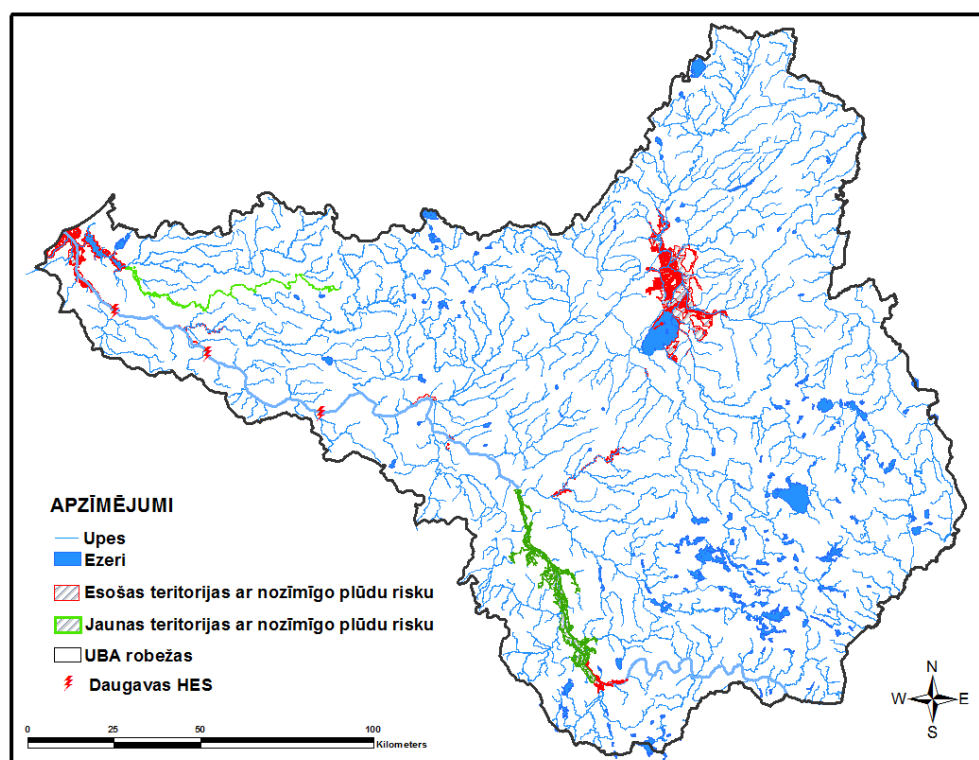 APZĪMĒJUMI
Upes
Ezeri
Esošas teritorijas ar nozīmīgo plūdu risku
Jaunas teritorijas ar nozīmīgo plūdu risku
UBA robežas
Daugavas HES
0 25 50 100
Kilometers
N
W E
S